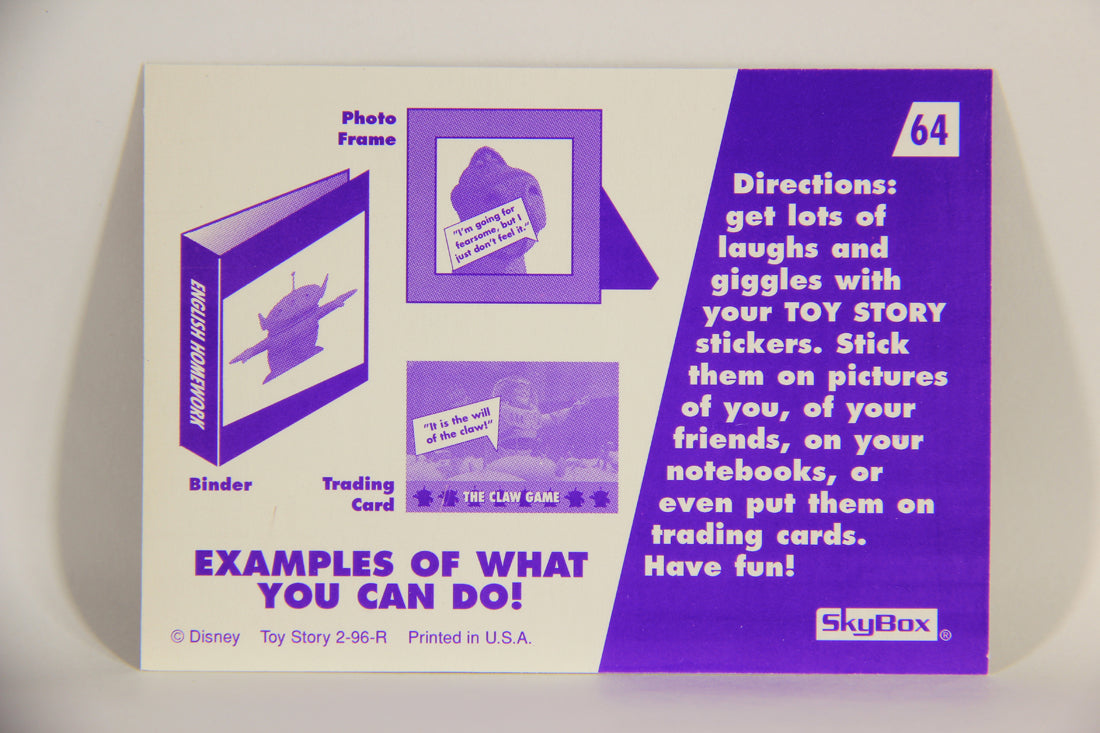 Photo
Frame
"I'm going for
fearsome, but I
just don't feel it."
ENGLISH HOMEWORK
Binder
"It is the will
of the claw!"
THE CLAW GAME
Trading
Card
EXAMPLES OF WHAT
YOU CAN DO!
© Disney Toy Story 2-96-R Printed in U.S.A.
64
Directions:
get lots of
laughs and
giggles with
your TOY STORY
stickers. Stick
them on pictures
of you, of your
friends, on your
notebooks, or
even put them on
trading cards.
Have fun!
SkyBox®